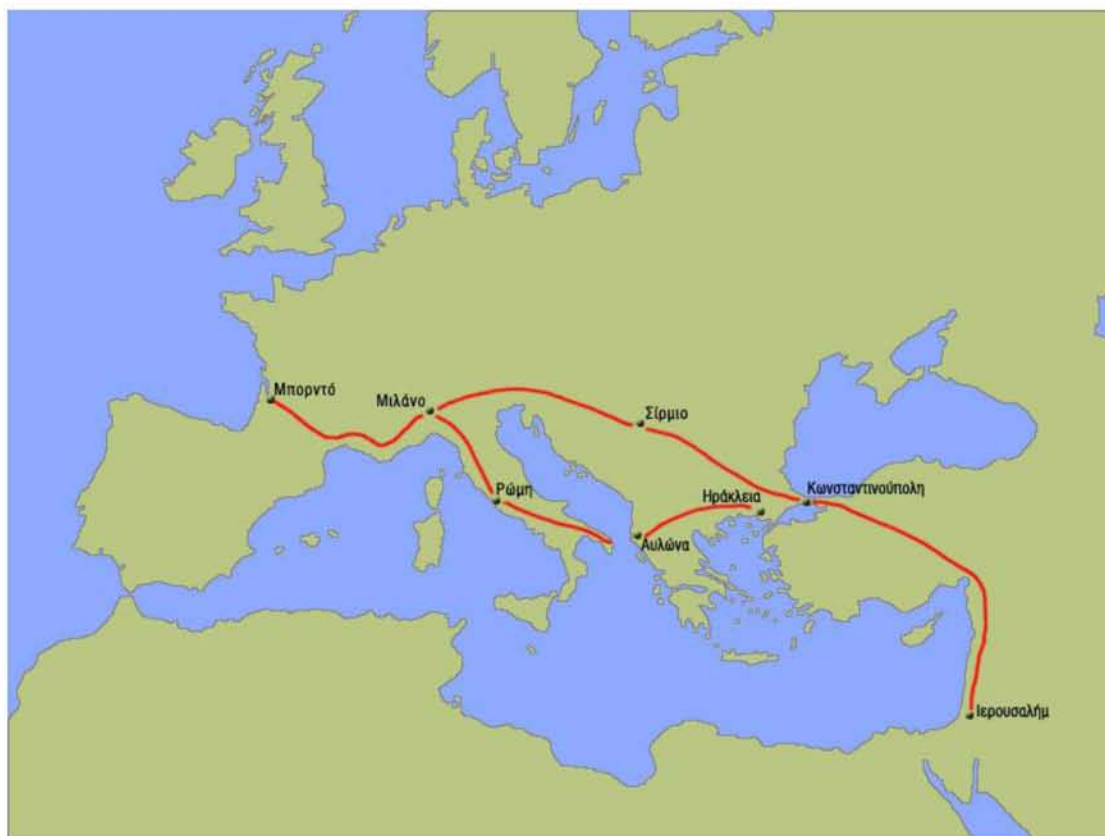 Μπορντό
Μιλάνο
Σίρμιο
Ρώμη
Ηράκλεια
Κωνσταντινούπολη
Αυλώνα
Ιερουσαλήμ